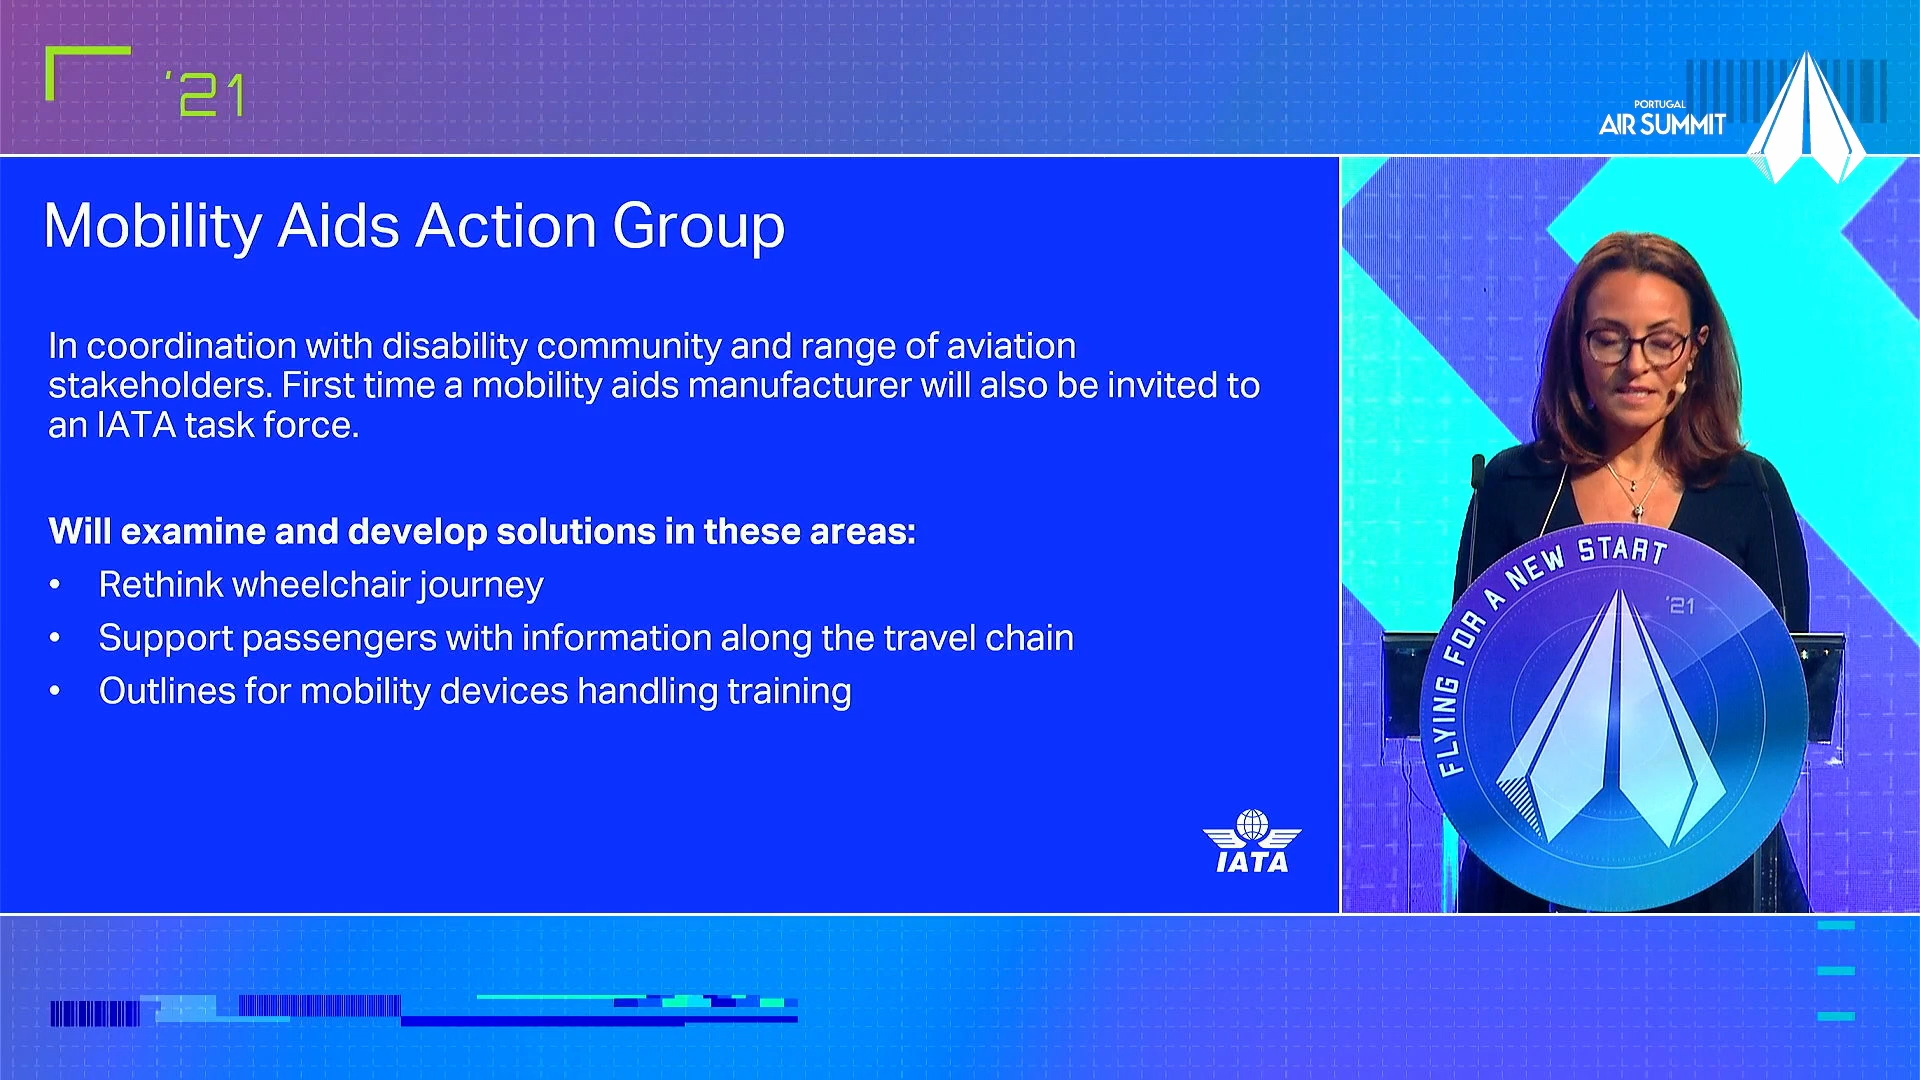 '21
PORTUGAL
AIR SUMMIT
Mobility Aids Action Group
In coordination with disability community and range of aviation
stakeholders. First time a mobility aids manufacturer will also be invited to
an IATA task force.
Will examine and develop solutions in these areas:
• Rethink wheelchair journey
• Support passengers with information along the travel chain
• Outlines for mobility devices handling training
IATA
FLYING FOR A NEW START
'21